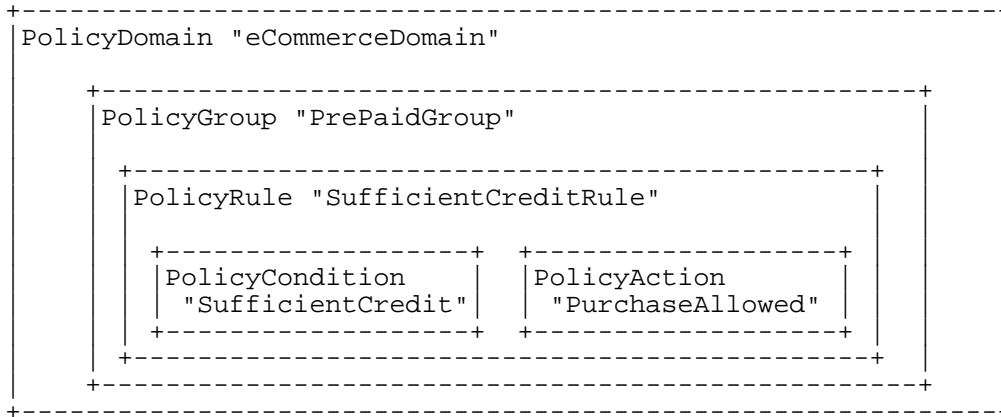 PolicyDomain "eCommerceDomain"
PolicyGroup "PrePaidGroup"
PolicyRule "SufficientCreditRule"
PolicyCondition PolicyAction
"SufficientCredit" "PurchaseAllowed"